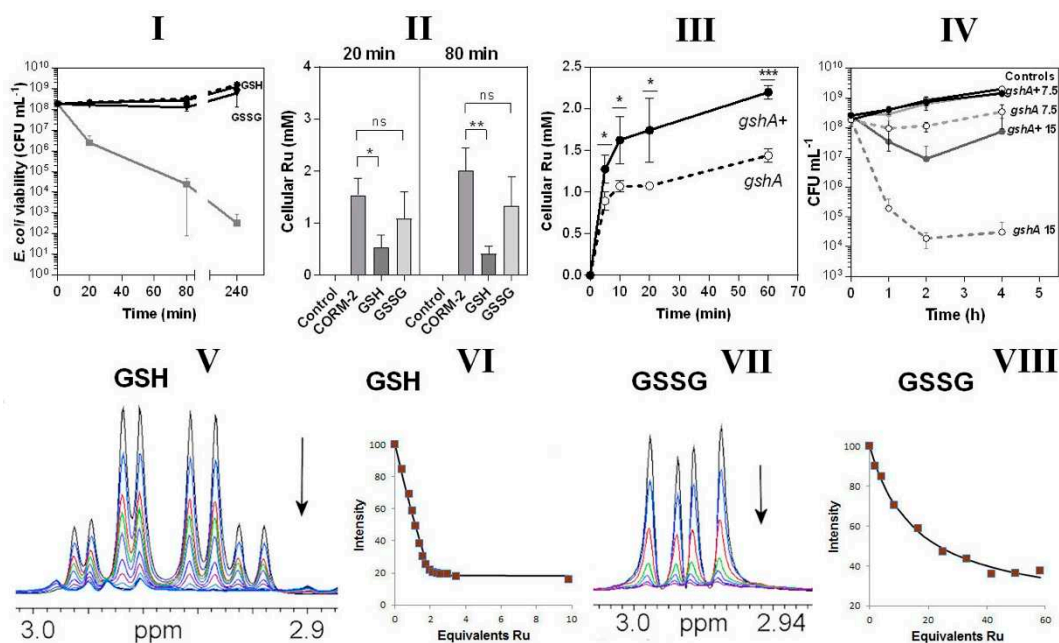 I
E. coli viability (CFU mL⁻¹)
10¹⁰
10⁹
10⁸
10⁷
10⁶
10⁵
10⁴
10³
10²
10¹
10⁰
GSH
GSSG
0 20 80 240
Time (min)
II
20 min 80 min
Cellular Ru (mM)
4
3
2
1
0
ns
*
ns
**
Control
CORM-2
GSH
GSSG
Control
CORM-2
GSH
GSSG
III
Cellular Ru (mM)
2.5
2.0
1.5
1.0
0.5
0.0
*
*
*
***
gshA+
gshA
0 10 20 30 40 50 60 70
Time (min)
IV
CFU mL⁻¹
10¹⁰
10⁹
10⁸
10⁷
10⁶
10⁵
10⁴
10³
Controls
gshA+ 7.5
gshA 7.5
gshA+ 15
gshA 15
0 1 2 3 4 5
Time (h)
V
GSH
3.0 ppm 2.9
VI
GSH
Intensity
100
80
60
40
20
0
0 2 4 6 8 10
Equivalents Ru
VII
GSSG
3.0 ppm 2.94
VIII
GSSG
Intensity
100
80
60
40
20
0 20 40 60
Equivalents Ru